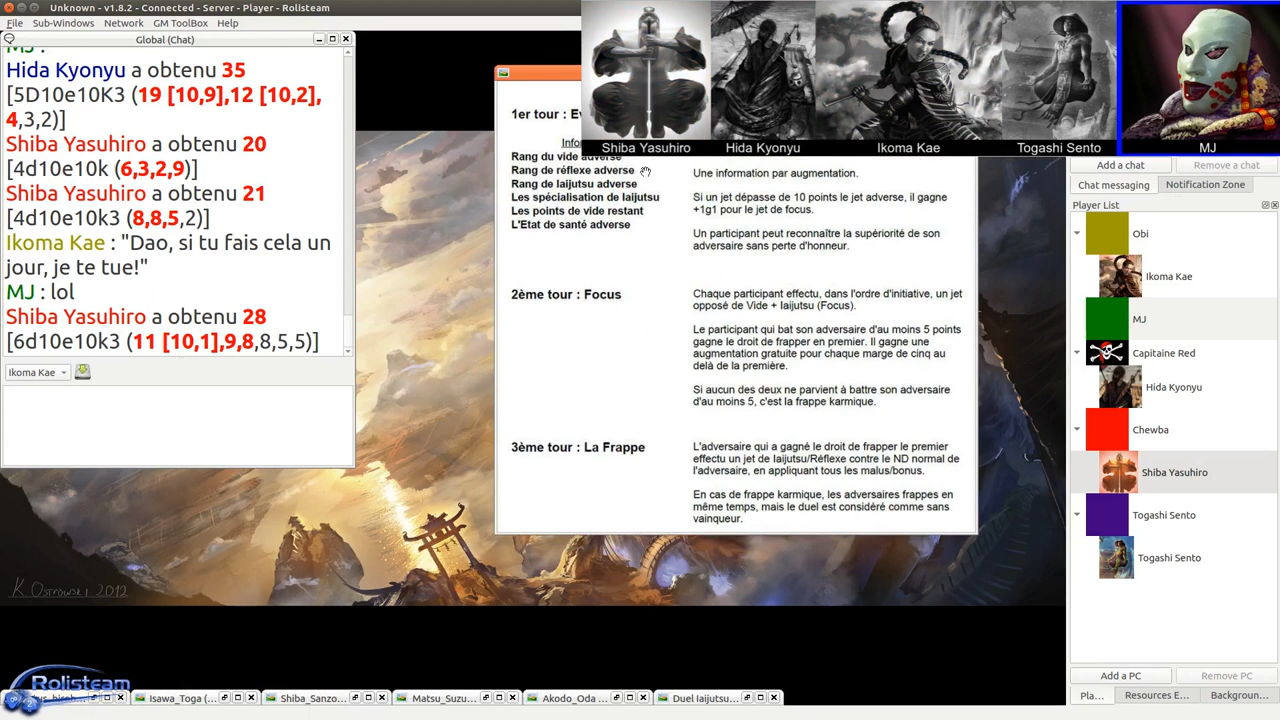 Unknown - v1.8.2 - Connected - Server - Player - Rolisteam
File Sub-Windows Network GM ToolBox Help
Global (Chat)
MJ :
Hida Kyonyu a obtenu 35
[5D10e10K3 (19 [10,9],12 [10,2],
4,3,2)]
Shiba Yasuhiro a obtenu 20
[4d10e10k (6,3,2,9)]
Shiba Yasuhiro a obtenu 21
[4d10e10k3 (8,8,5,2)]
Ikoma Kae : "Dao, si tu fais cela un
jour, je te tue!"
MJ : lol
Shiba Yasuhiro a obtenu 28
[6d10e10k3 (11 [10,1],9,8,8,5,5)]
Ikoma Kae
Shiba Yasuhiro
Hida Kyonyu
Ikoma Kae
Togashi Sento
MJ
1er tour :
Rang du vide adverse
Rang de réflexe adverse
Rang de Iaijutsu adverse
Les spécialisation de Iaijutsu
Les points de vide restant
L'Etat de santé adverse
Une information par augmentation.
Si un jet dépasse de 10 points le jet adverse, il gagne
+1g1 pour le jet de focus.
Un participant peut reconnaître la supériorité de son
adversaire sans perte d'honneur.
2ème tour : Focus
Chaque participant effectu, dans l'ordre d'initiative, un jet
opposé de Vide + Iaijutsu (Focus).
Le participant qui bat son adversaire d'au moins 5 points
gagne le droit de frapper en premier. Il gagne une
augmentation gratuite pour chaque marge de cinq au
delà de la première.
Si aucun des deux ne parvient à battre son adversaire
d'au moins 5, c'est la frappe karmique.
3ème tour : La Frappe
L'adversaire qui a gagné le droit de frapper le premier
effectu un jet de Iaijutsu/Réflexe contre le ND normal de
l'adversaire, en appliquant tous les malus/bonus.
En cas de frappe karmique, les adversaires frappes en
même temps, mais le duel est considéré comme sans
vainqueur.
Add a chat Remove a chat
Chat messaging Notification Zone
Player List
Obi
Ikoma Kae
MJ
Capitaine Red
Hida Kyonyu
Chewba
Shiba Yasuhiro
Togashi Sento
Togashi Sento
Add a PC Remove PC
Pla... Resources E... Backgroun...
K OSTROWSKI 2012
Rolisteam
Isawa_Toga (... Shiba_Sanzo... Matsu_Suzu... Akodo_Oda ... Duel Iaijutsu...